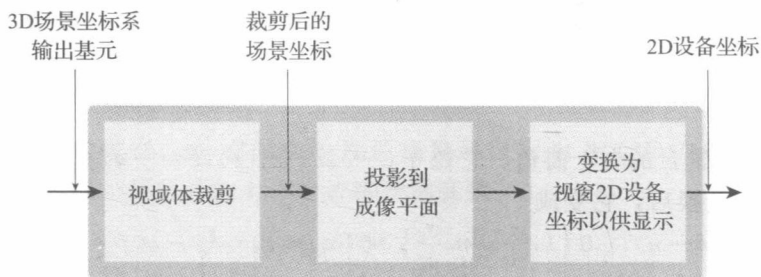 3D场景坐标系
输出基元
裁剪后的
场景坐标
2D设备坐标
视域体裁剪
投影到
成像平面
变换为
视窗2D设备
坐标以供显示